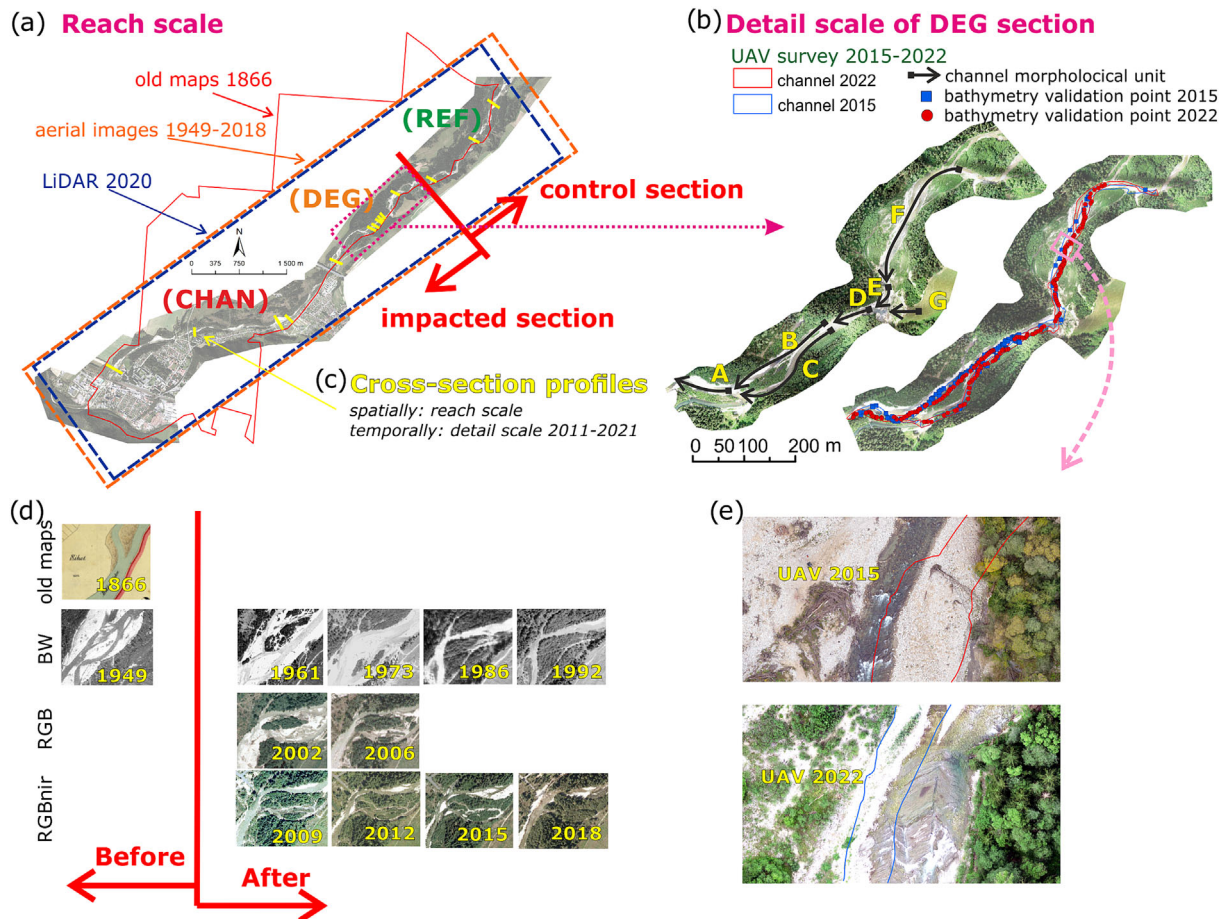 (a) Reach scale
old maps 1866
aerial images 1949-2018
LiDAR 2020
(REF)
(DEG)
(CHAN)
N
0 375 750 1 500 m
control section
impacted section
(c) Cross-section profiles
spatially: reach scale
temporally: detail scale 2011-2021
(b) Detail scale of DEG section
UAV survey 2015-2022
channel 2022
channel 2015
channel morpholocical unit
bathymetry validation point 2015
bathymetry validation point 2022
F
E
D
G
B
C
A
0 50 100 200 m
(d)
old maps
1866
BW
1949
1961
1973
1986
1992
RGB
2002
2006
RGBnir
2009
2012
2015
2018
Before
After
(e)
UAV 2015
UAV 2022